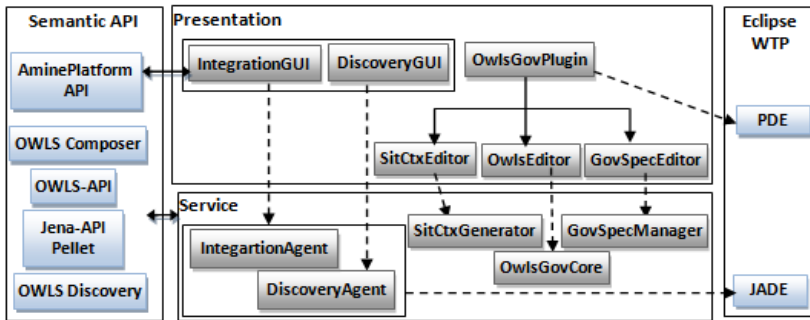 Semantic API
AminePlatform
API
OWLS Composer
OWLS-API
Jena-API
Pellet
OWLS Discovery
Presentation
IntegrationGUI
DiscoveryGUI
OwlsGovPlugin
SitCtxEditor
OwlsEditor
GovSpecEditor
Service
IntegartionAgent
DiscoveryAgent
SitCtxGenerator
GovSpecManager
OwlsGovCore
Eclipse
WTP
PDE
JADE